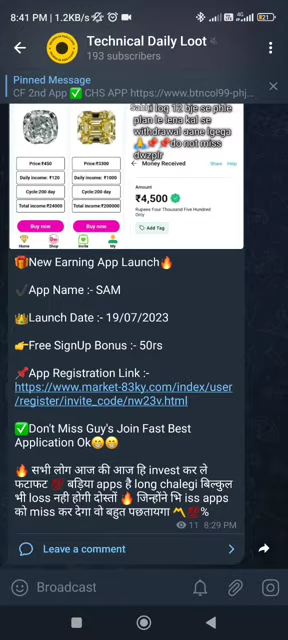 8:41 PM | 1.2KB/s
Technical Daily Loot
193 subscribers
Pinned Message
CF 2nd App ✅ CHS APP https://www.btncol99-phj...
log 12 bje se phle
plan le lena kal se
withdrawal aane lgega
🙏📌📌do not miss
Money Received
Share Help
Price:₹450
Price:₹3300
Daily income: ₹120
Daily income: ₹1000
Cycle:200 day
Cycle:200 day
Total income: ₹24000
Total income: ₹200000
Buy now
Buy now
Home
Shop
Invite
My
Amount
₹4,500
Rupees Four Thousand Five Hundred
Only
Add Tag
🎁New Earning App Launch🔥
✔️App Name :- SAM
👑Launch Date :- 19/07/2023
👉Free SignUp Bonus :- 50rs
📌App Registration Link :-
https://www.market-83ky.com/index/user
/register/invite_code/nw23v.html
✅Don't Miss Guy's Join Fast Best
Application Ok😁😁
🔥 सभी लोग आज की आज हि invest कर ले
फटाफट 💯 बड़िया apps है long chalegi बिल्कुल
भी loss नही होगी दोस्तों 🔥 जिन्होंने भि iss apps
को miss कर देगा वो बहुत पछतायगा 〽️💯%
11 8:29 PM
Leave a comment
Broadcast